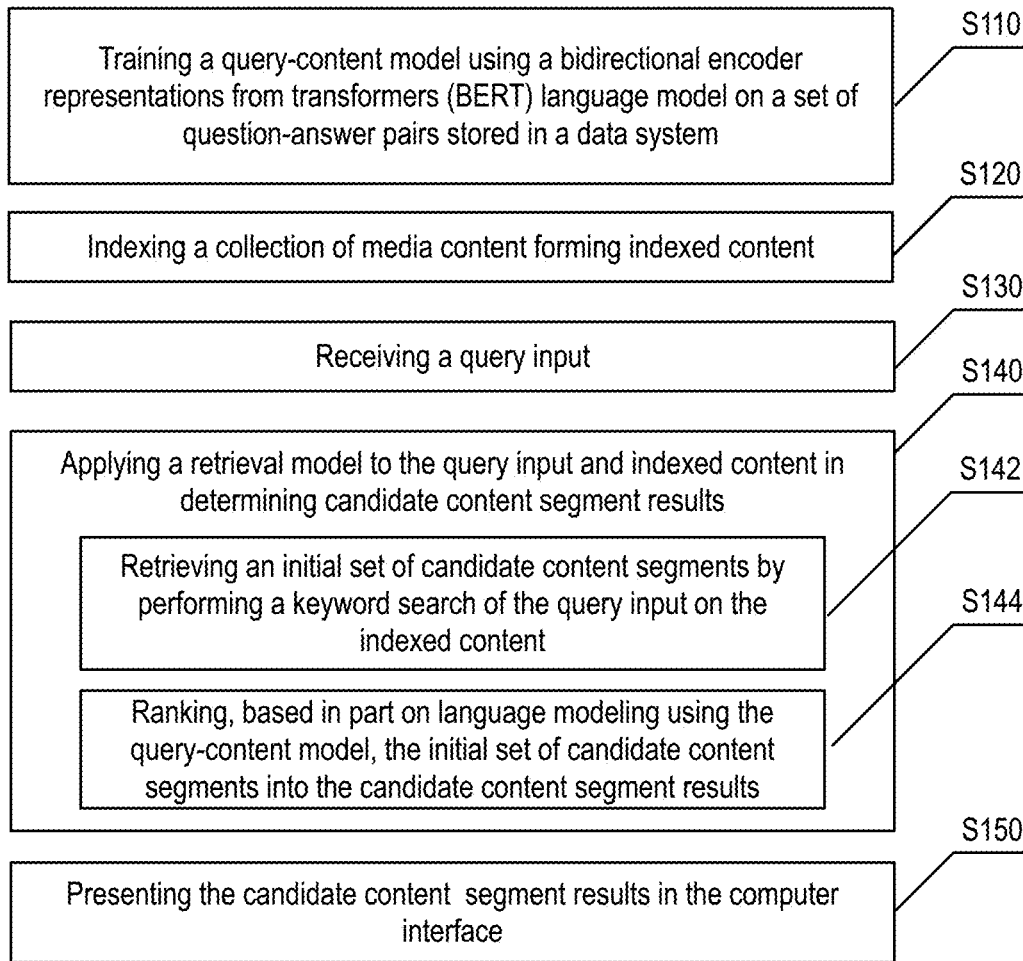 S110
Training a query-content model using a bidirectional encoder
representations from transformers (BERT) language model on a set of
question-answer pairs stored in a data system
S120
Indexing a collection of media content forming indexed content
S130
Receiving a query input
S140
Applying a retrieval model to the query input and indexed content in
determining candidate content segment results
S142
Retrieving an initial set of candidate content segments by
performing a keyword search of the query input on the
indexed content
S144
Ranking, based in part on language modeling using the
query-content model, the initial set of candidate content
segments into the candidate content segment results
S150
Presenting the candidate content segment results in the computer
interface